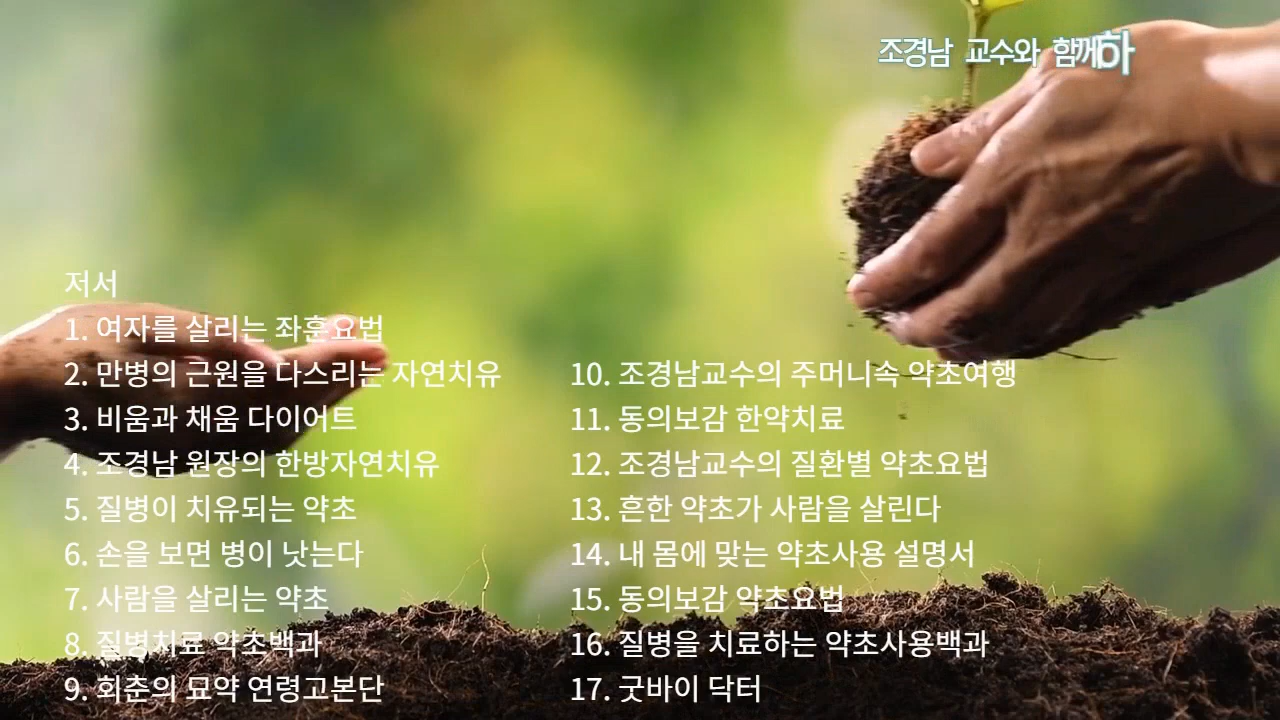 조경남 교수와 함께하
저서
1. 여자를 살리는 좌훈요법
2. 만병의 근원을 다스리는 자연치유
3. 비움과 채움 다이어트
4. 조경남 원장의 한방자연치유
5. 질병이 치유되는 약초
6. 손을 보면 병이 낫는다
7. 사람을 살리는 약초
8. 질병치료 약초백과
9. 회춘의 묘약 연령고본단
10. 조경남교수의 주머니속 약초여행
11. 동의보감 한약치료
12. 조경남교수의 질환별 약초요법
13. 흔한 약초가 사람을 살린다
14. 내 몸에 맞는 약초사용 설명서
15. 동의보감 약초요법
16. 질병을 치료하는 약초사용백과
17. 굿바이 닥터